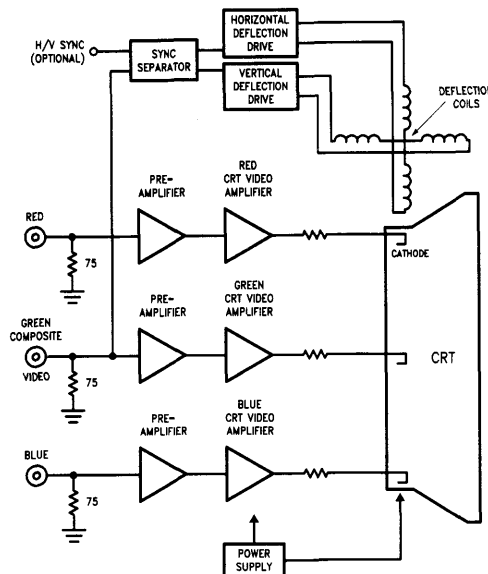 HORIZONTAL
DEFLECTION
DRIVE
H/V SYNC
(OPTIONAL)
SYNC
SEPARATOR
VERTICAL
DEFLECTION
DRIVE
DEFLECTION
COILS
PRE-
AMPLIFIER
RED
CRT VIDEO
AMPLIFIER
RED
75
CATHODE
PRE-
AMPLIFIER
GREEN
CRT VIDEO
AMPLIFIER
GREEN
COMPOSITE
VIDEO
75
CRT
PRE-
AMPLIFIER
BLUE
CRT VIDEO
AMPLIFIER
BLUE
75
POWER
SUPPLY